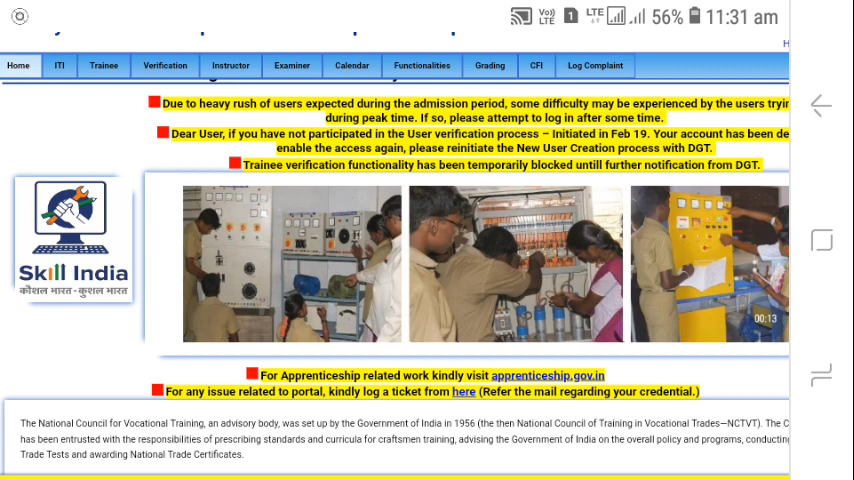 Vo))
LTE
1
LTE
56%
11:31 am
H
Home ITI Trainee Verification Instructor Examiner Calendar Functionalities Grading CFI Log Complaint
Due to heavy rush of users expected during the admission period, some difficulty may be experienced by the users tryin
during peak time. If so, please attempt to log in after some time.
Dear User, if you have not participated in the User verification process – Initiated in Feb 19. Your account has been de
enable the access again, please reinitiate the New User Creation process with DGT.
Trainee verification functionality has been temporarily blocked untill further notification from DGT.
Skill India
कौशल भारत - कुशल भारत
00:13
For Apprenticeship related work kindly visit apprenticeship.gov.in
For any issue related to portal, kindly log a ticket from here (Refer the mail regarding your credential.)
The National Council for Vocational Training, an advisory body, was set up by the Government of India in 1956 (the then National Council of Training in Vocational Trades—NCTVT). The C
has been entrusted with the responsibilities of prescribing standards and curricula for craftsmen training, advising the Government of India on the overall policy and programs, conducting
Trade Tests and awarding National Trade Certificates.